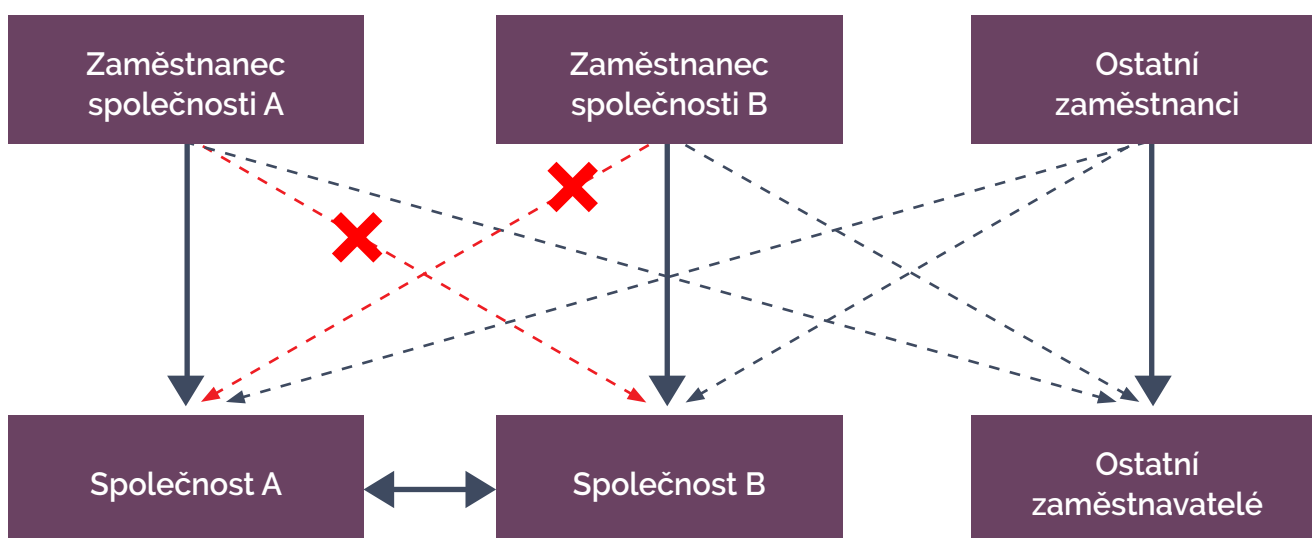 Zaměstnanec
společnosti A
Zaměstnanec
společnosti B
Ostatní
zaměstnanci
Společnost A
Společnost B
Ostatní
zaměstnavatelé